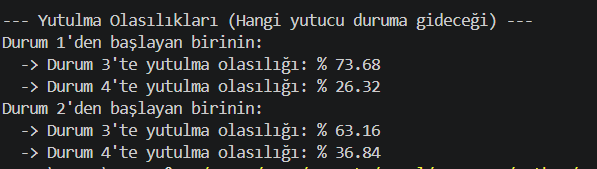 --- Yutulma Olasılıkları (Hangi yutucu duruma gideceği) ---
Durum 1'den başlayan birinin:
-> Durum 3'te yutulma olasılığı: % 73.68
-> Durum 4'te yutulma olasılığı: % 26.32
Durum 2'den başlayan birinin:
-> Durum 3'te yutulma olasılığı: % 63.16
-> Durum 4'te yutulma olasılığı: % 36.84